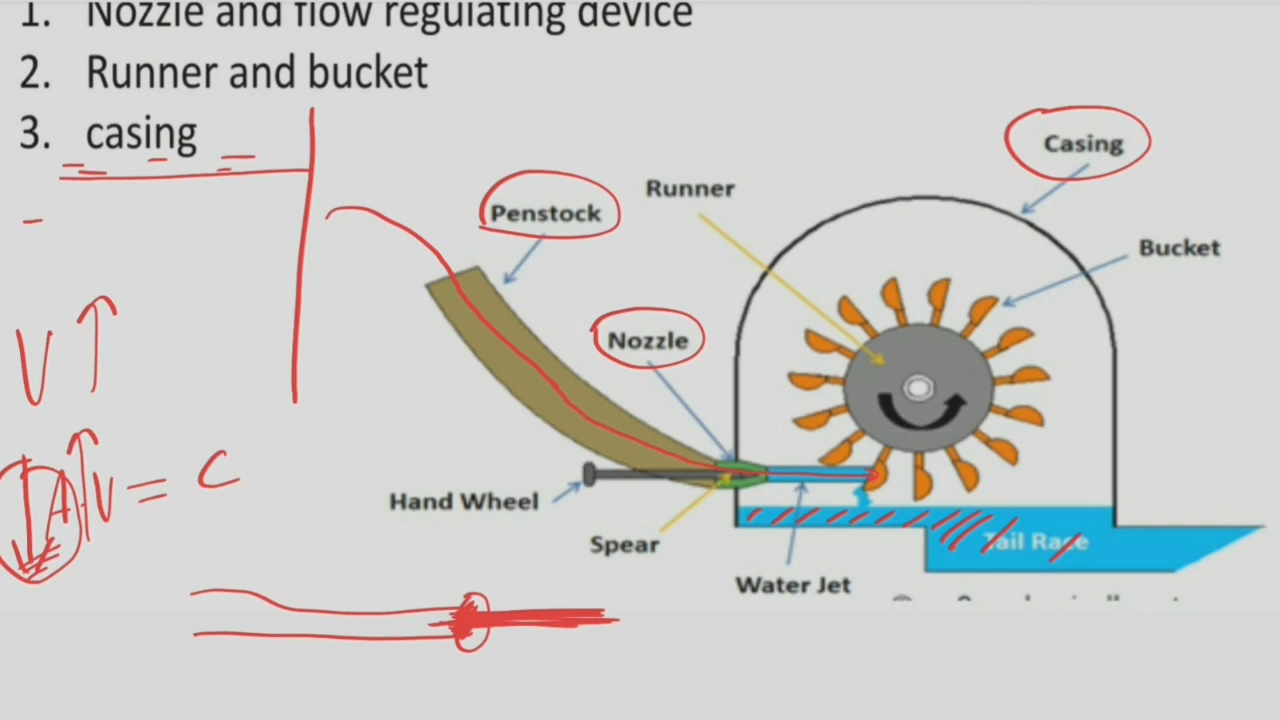 1. Nozzle and flow regulating device
2. Runner and bucket
3. casing
Casing
Runner
Penstock
Bucket
Nozzle
V↑
↓A↑V = C
Hand Wheel
Spear
Tail Race
Water Jet